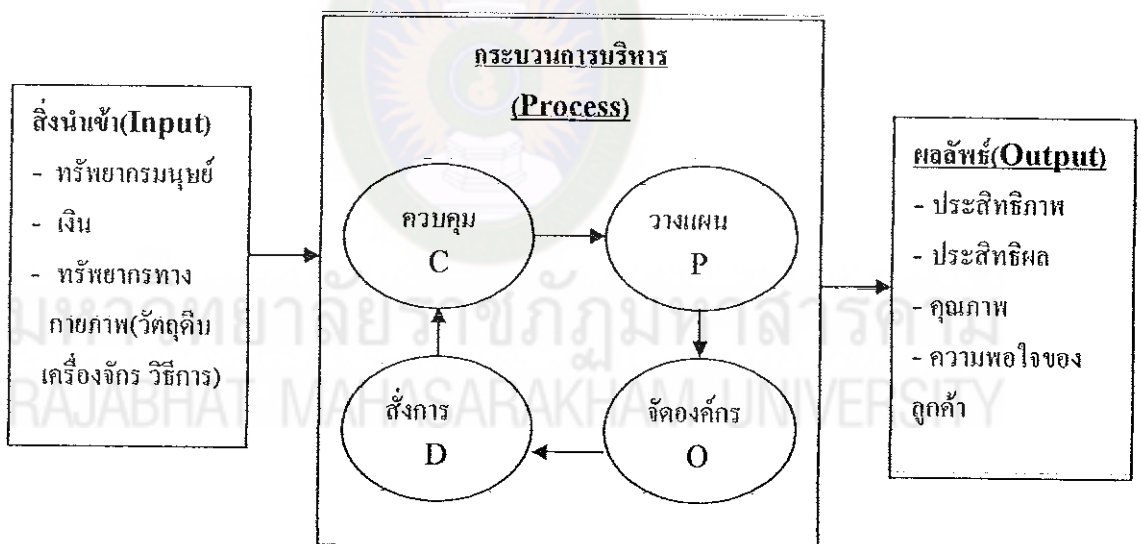 กระบวนการบริหาร
(Process)
สิ่งนำเข้า(Input)
- ทรัพยากรมนุษย์
- เงิน
- ทรัพยากรทาง
กายภาพ(วัตถุดิบ
เครื่องจักร วิธีการ)
ควบคุม
C
วางแผน
P
สั่งการ
D
จัดองค์กร
O
ผลลัพธ์(Output)
- ประสิทธิภาพ
- ประสิทธิผล
- คุณภาพ
- ความพอใจของ
ลูกค้า
มหาวิทยาลัยราชภัฏมหาสารคาม
RAJABHAT MAHASARAKHAM UNIVERSITY